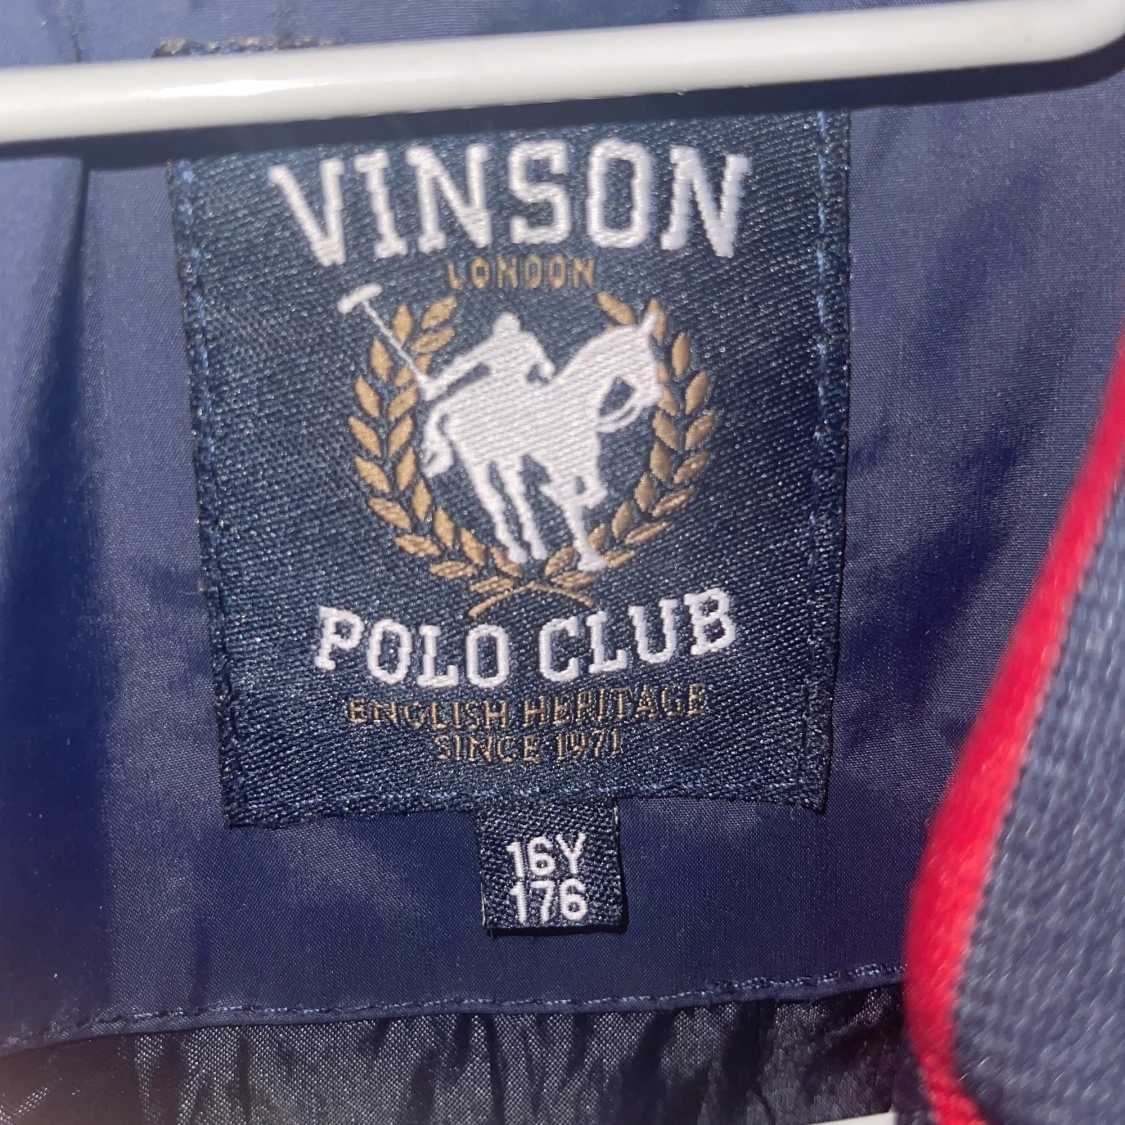 VINSON
LONDON
POLO CLUB
ENGLISH HERITAGE
SINCE 1971
16Y
176